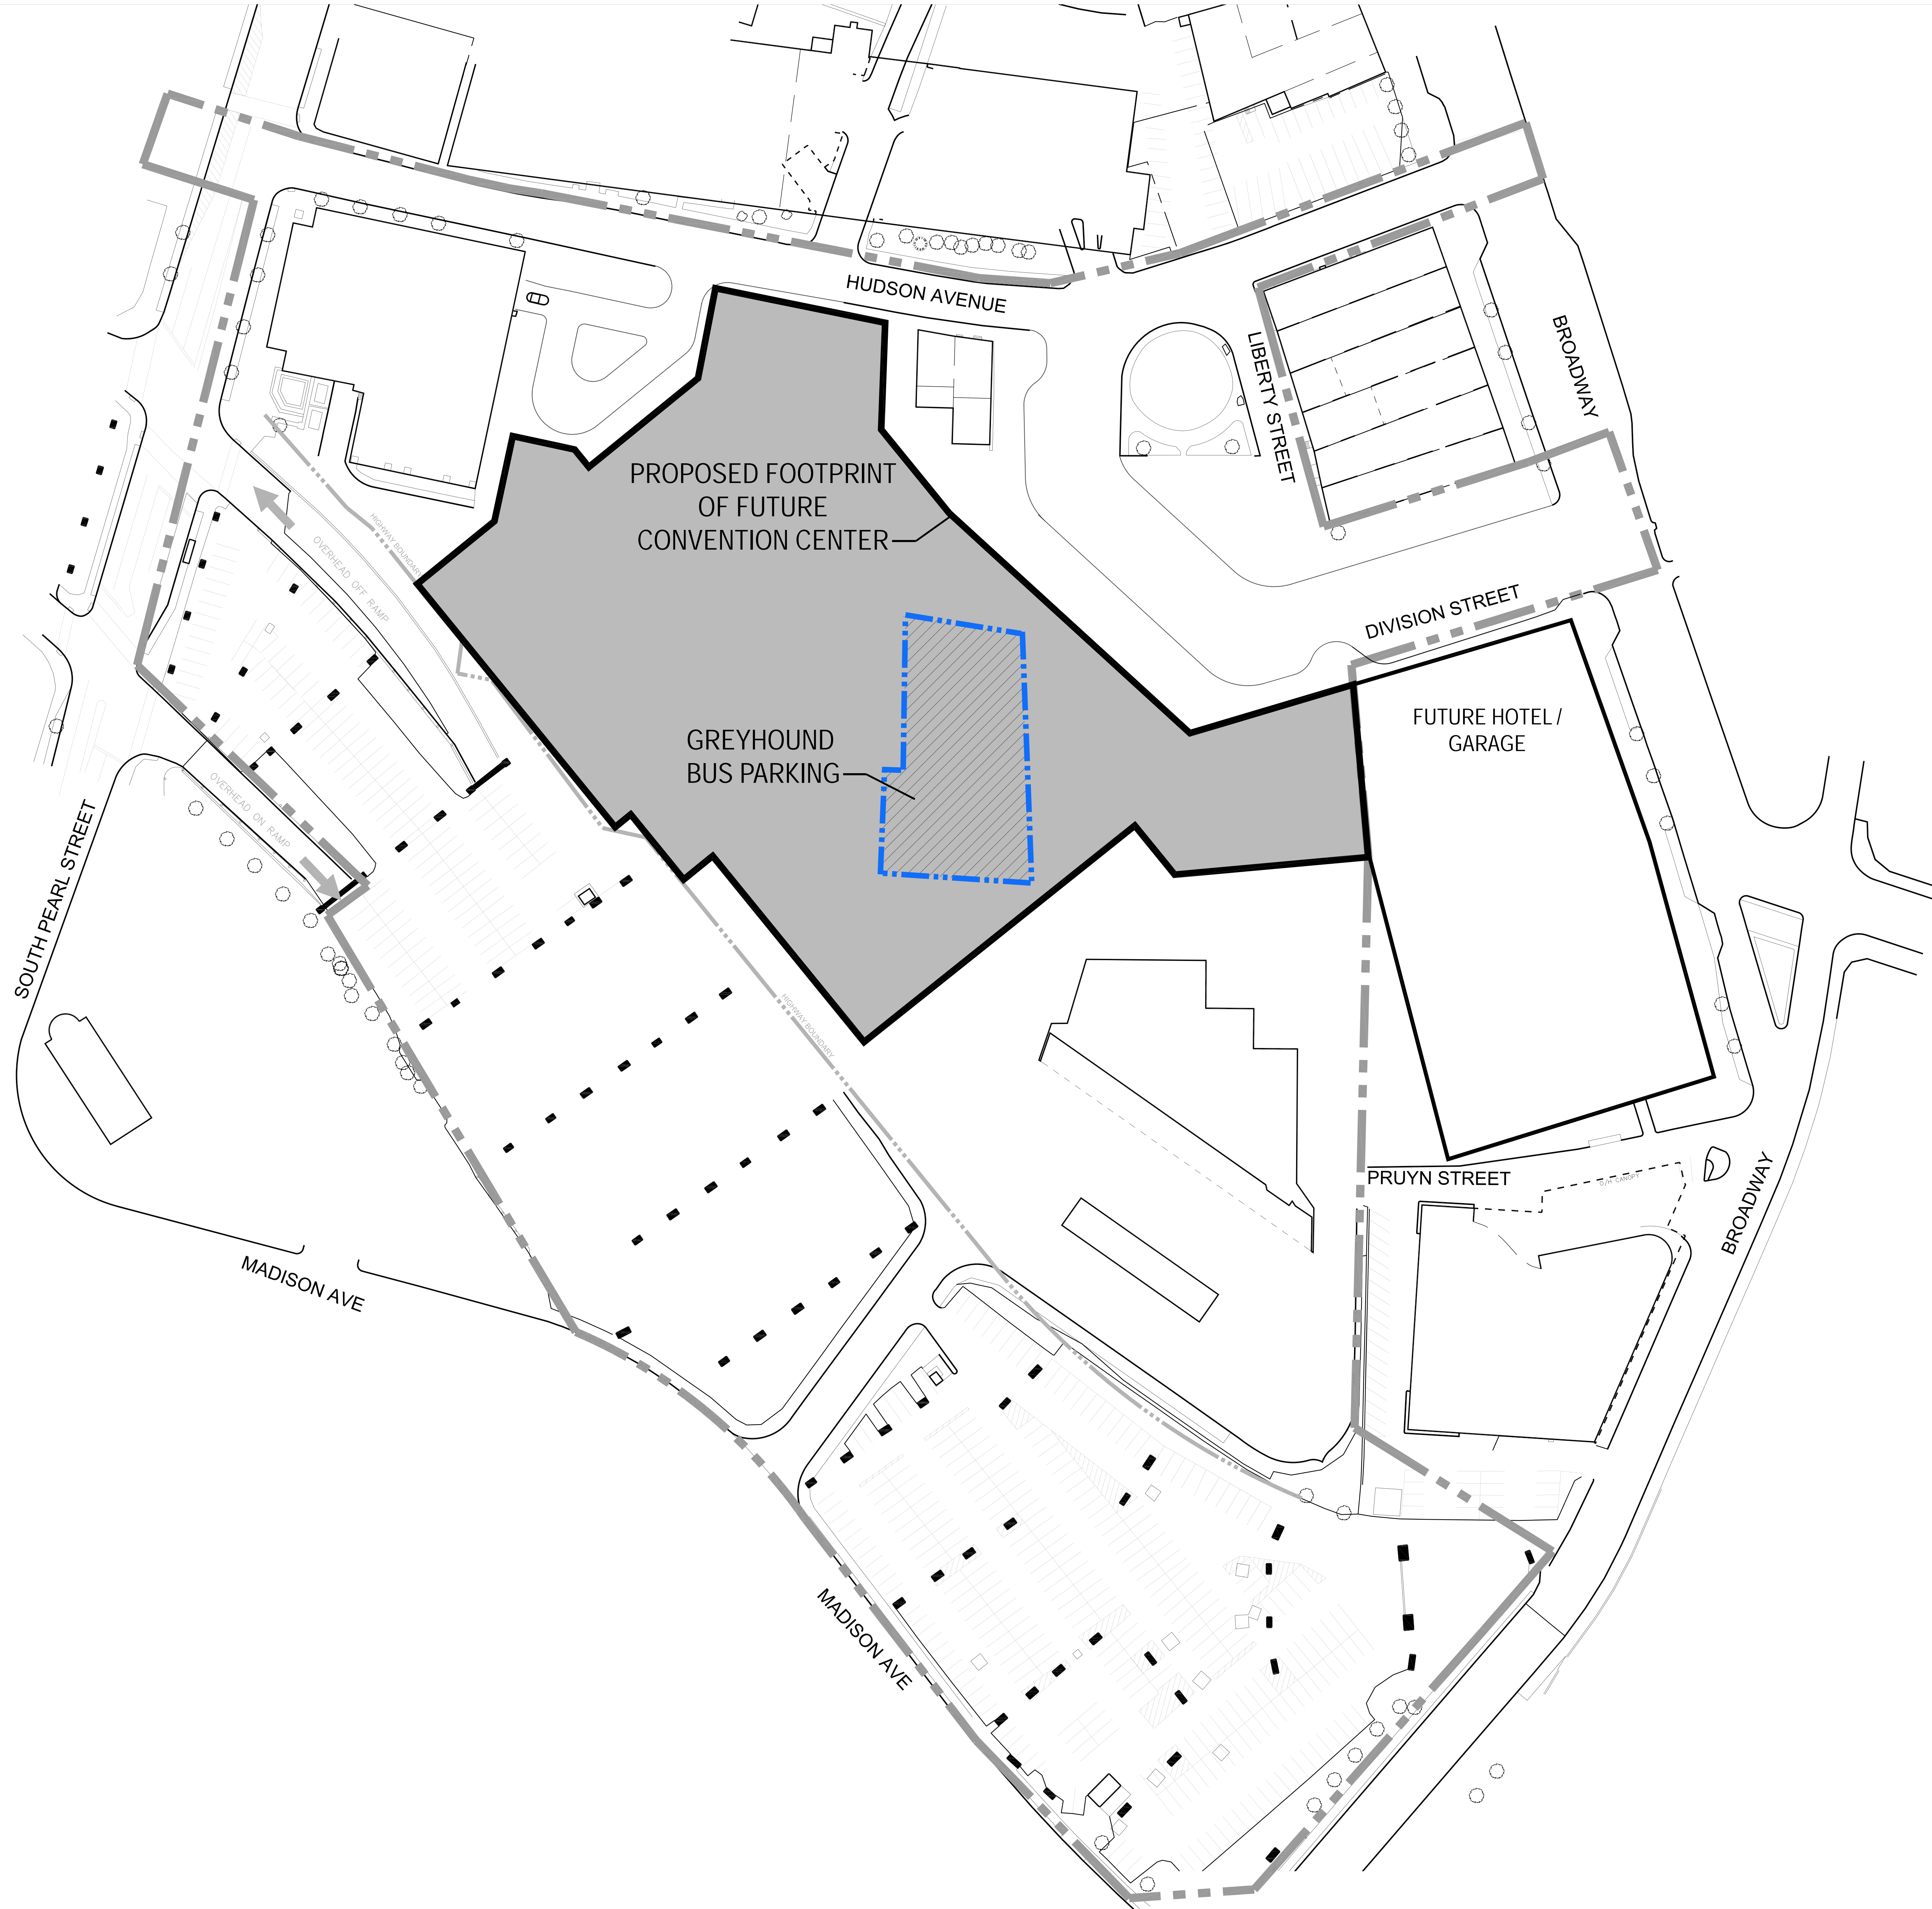 HUDSON AVENUE
LIBERTY STREET
BROADWAY
PROPOSED FOOTPRINT
OF FUTURE
CONVENTION CENTER
HIGHWAY BOUNDARY
OVERHEAD OFF RAMP
DIVISION STREET
GREYHOUND
BUS PARKING
FUTURE HOTEL /
GARAGE
OVERHEAD ON RAMP
SOUTH PEARL STREET
HIGHWAY BOUNDARY
PRUYN STREET
O/H CANOPY
BROADWAY
MADISON AVE
MADISON AVE